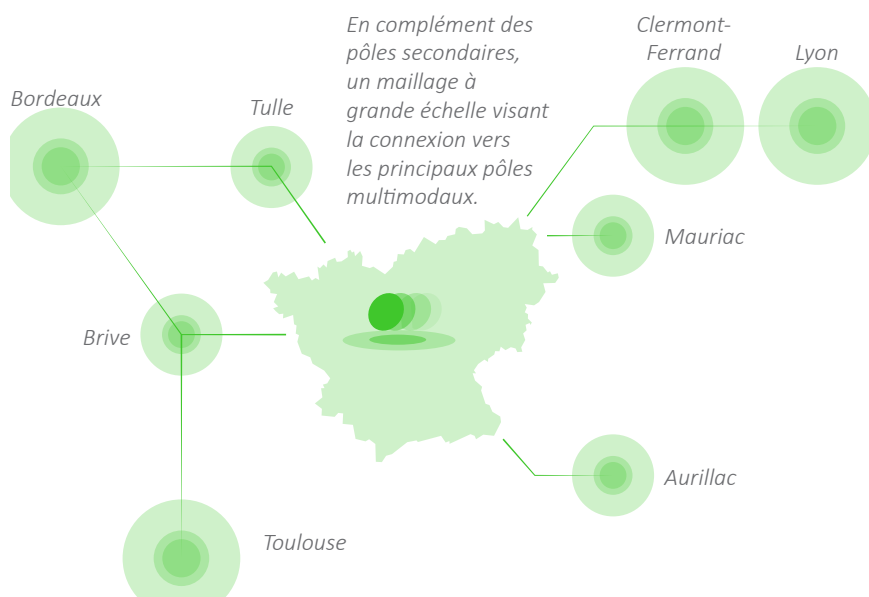 En complément des
pôles secondaires,
un maillage à
grande échelle visant
la connexion vers
les principaux pôles
multimodaux.
Clermont-
Ferrand
Lyon
Bordeaux
Tulle
Mauriac
Brive
Aurillac
Toulouse